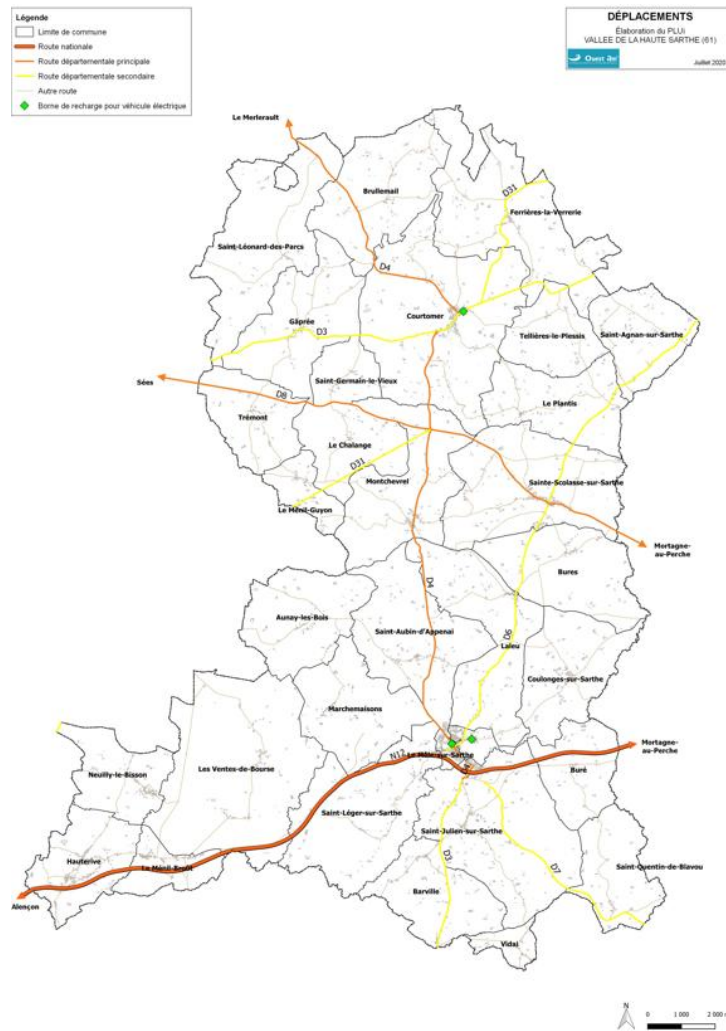 Légende
Limite de commune
Route nationale
Route départementale principale
Route départementale secondaire
Autre route
Borne de recharge pour véhicule électrique
DÉPLACEMENTS
Élaboration du PLUi
VALLEE DE LA HAUTE SARTHE (61)
Ouest Am'
Juillet 2020
Le Merlerault
Brullemail
D31
Ferrières-la-Verrerie
Saint-Léonard-des-Parcs
D4
Gâprée
D3
Courtomer
Tellières-le-Plessis
Saint-Agnan-sur-Sarthe
Sées
Saint-Germain-le-Vieux
D8
Trémont
Le Plantis
Le Chalange
D31
Montchevrel
Sainte-Scolasse-sur-Sarthe
Le Ménil-Guyon
Mortagne-
au-Perche
D4
Bures
Aunay-les-Bois
Saint-Aubin-d'Appenai
D6
Laleu
Coulonges-sur-Sarthe
Marchemaisons
N12
Le Mêle-sur-Sarthe
Mortagne-
au-Perche
Neuilly-le-Bisson
Les Ventes-de-Bourse
Buré
Saint-Léger-sur-Sarthe
Saint-Julien-sur-Sarthe
Hauterive
Le Ménil-Broût
D3
D7
Saint-Quentin-de-Blavou
Barville
Alençon
Vidai
N
0 1 000 2 000